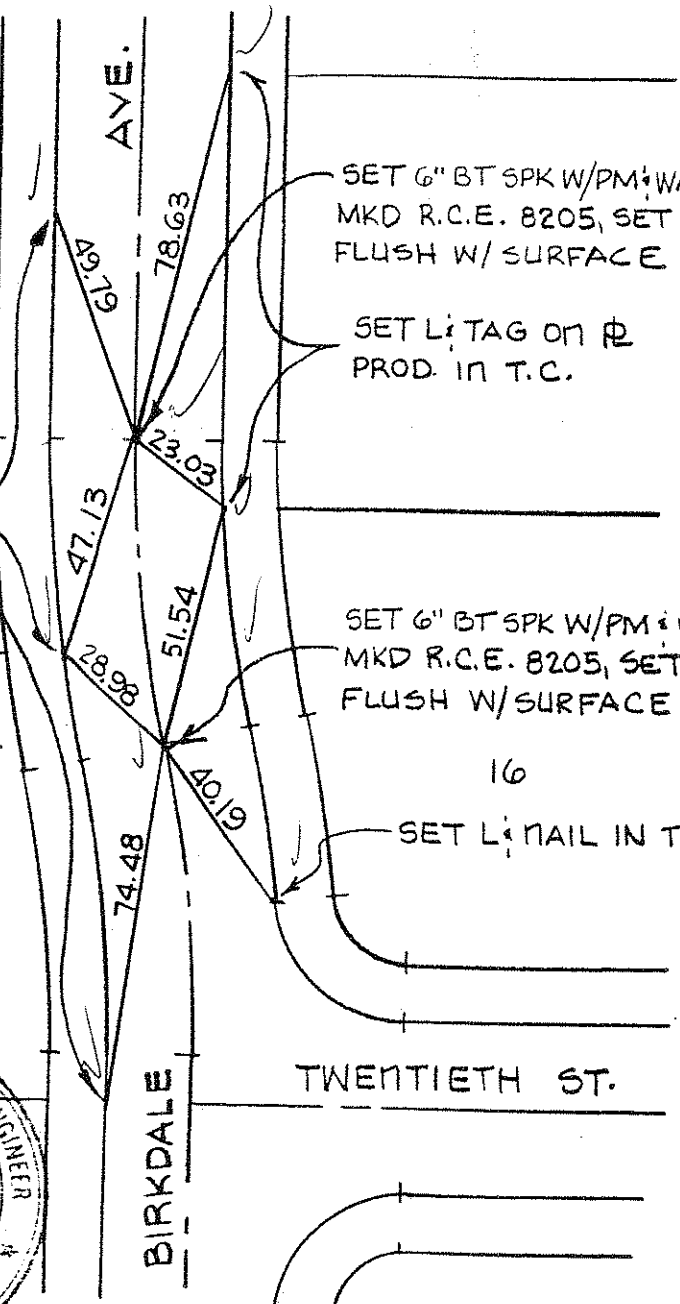 AVE.
78.63
49.79
SET 6" BT SPK W/PM &
MKD R.C.E. 8205, SET
FLUSH W/ SURFACE
SET L & TAG ON ⅊
PROD. IN T.C.
23.03
47.13
51.54
SET 6" BT SPK W/PM &
MKD R.C.E. 8205, SET
FLUSH W/SURFACE
28.98
16
40.19
SET L & NAIL IN T
74.48
TWENTIETH ST.
BIRKDALE